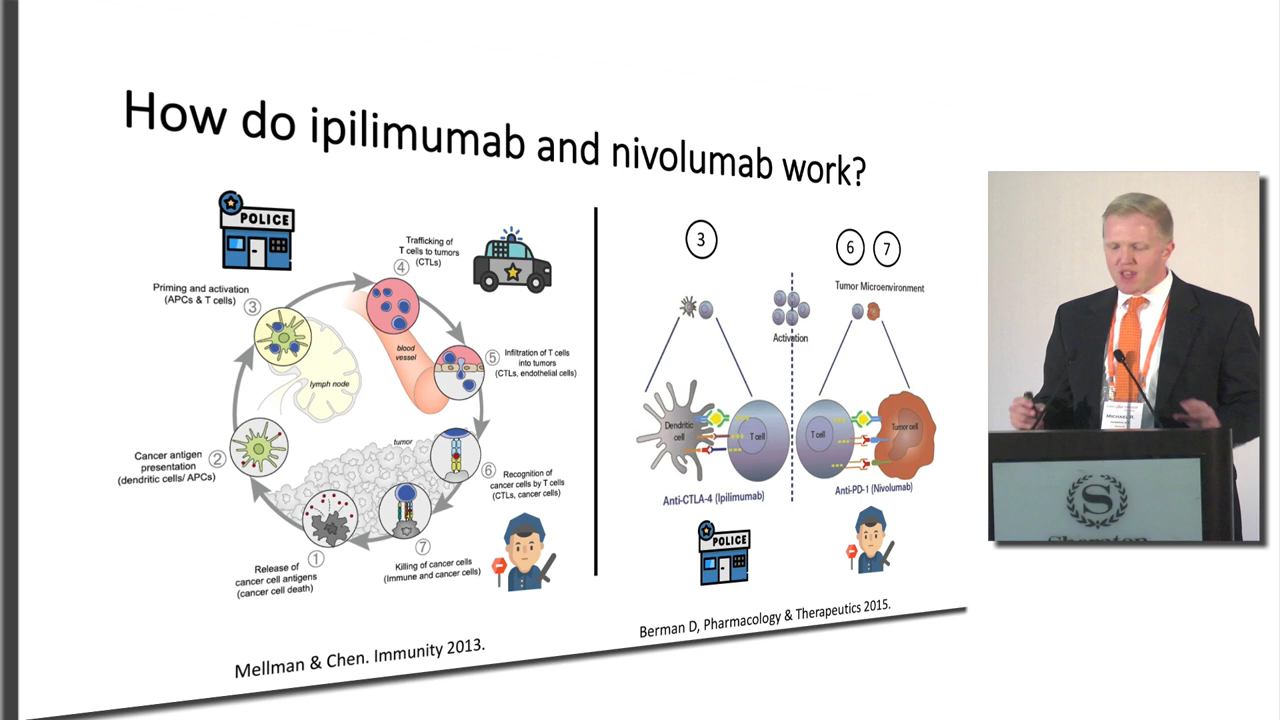 How do ipilimumab and nivolumab work?
POLICE
Trafficking of
T cells to tumors
(CTLs)
4
Priming and activation
(APCs & T cells)
3
blood
vessel
lymph node
5
Infiltration of T cells
into tumors
(CTLs, endothelial cells)
Cancer antigen
presentation
(dendritic cells/ APCs)
2
tumor
6
Recognition of
cancer cells by T cells
(CTLs, cancer cells)
1
Release of
cancer cell antigens
(cancer cell death)
7
Killing of cancer cells
(Immune and cancer cells)
Mellman & Chen. Immunity 2013.
3
6
7
Tumor Microenvironment
Activation
Dendritic
cell
T cell
T cell
Tumor cell
Anti-CTLA-4 (Ipilimumab)
Anti-PD-1 (Nivolumab)
POLICE
Berman D, Pharmacology & Therapeutics 2015.
MICHAEL R.
S
Sheraton